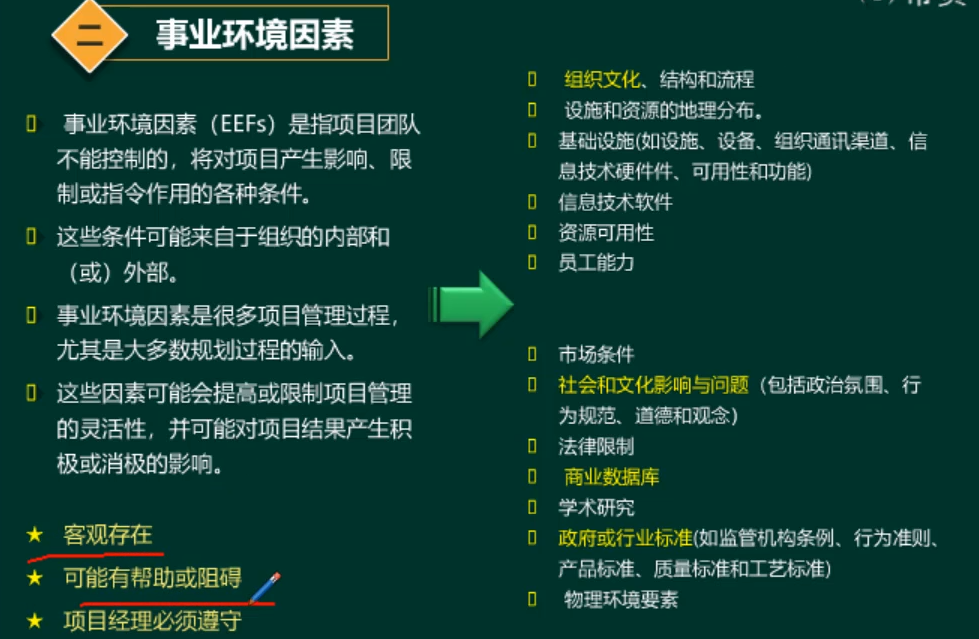 二 事业环境因素
事业环境因素（EEFs）是指项目团队
不能控制的，将对项目产生影响、限
制或指令作用的各种条件。
这些条件可能来自于组织的内部和
（或）外部。
事业环境因素是很多项目管理过程，
尤其是大多数规划过程的输入。
这些因素可能会提高或限制项目管理
的灵活性，并可能对项目结果产生积
极或消极的影响。
★ 客观存在
★ 可能有帮助或阻碍
★ 项目经理必须遵守
组织文化、结构和流程
设施和资源的地理分布。
基础设施(如设施、设备、组织通讯渠道、信
息技术硬件件、可用性和功能)
信息技术软件
资源可用性
员工能力
市场条件
社会和文化影响与问题（包括政治氛围、行
为规范、道德和观念）
法律限制
商业数据库
学术研究
政府或行业标准(如监管机构条例、行为准则、
产品标准、质量标准和工艺标准)
物理环境要素